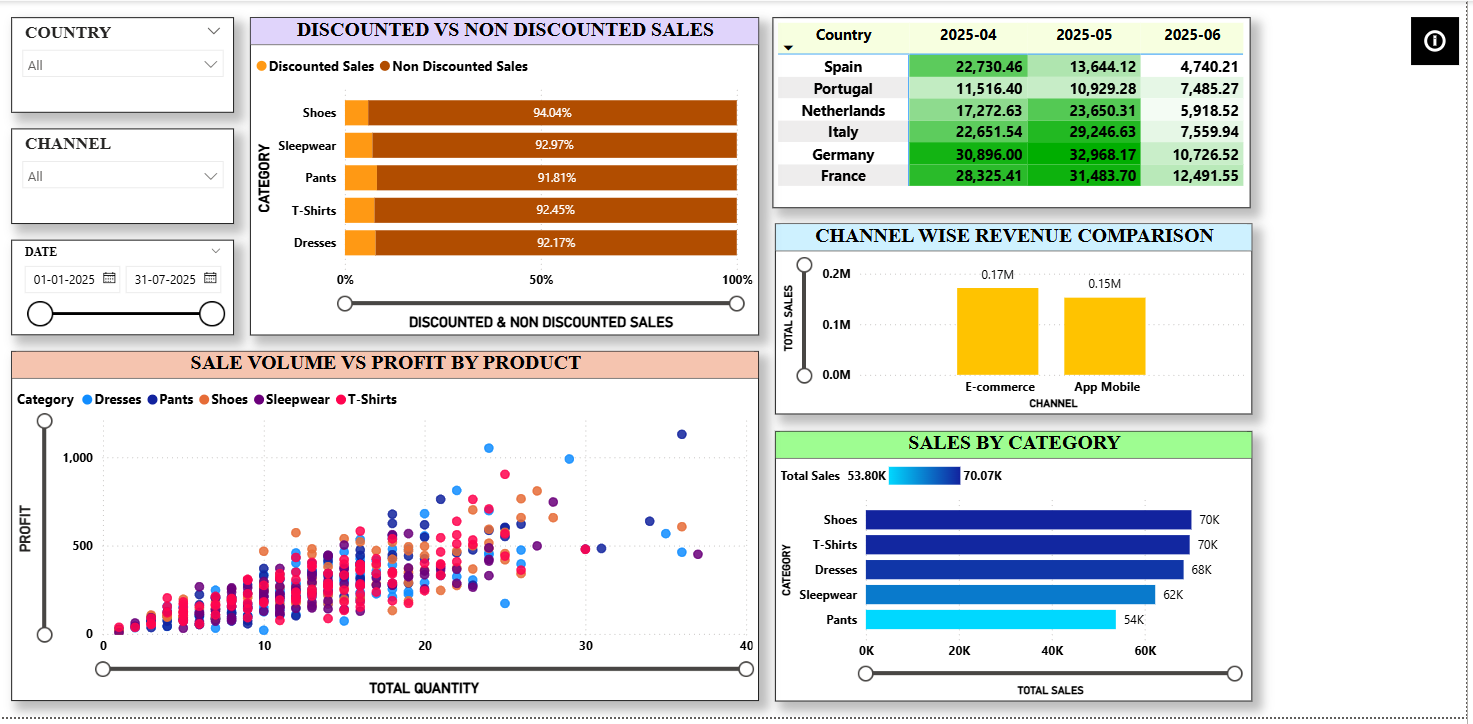 COUNTRY
All
CHANNEL
All
DATE
01-01-2025 31-07-2025
DISCOUNTED VS NON DISCOUNTED SALES
Discounted Sales Non Discounted Sales
CATEGORY
Shoes 94.04%
Sleepwear 92.97%
Pants 91.81%
T-Shirts 92.45%
Dresses 92.17%
0% 50% 100%
DISCOUNTED & NON DISCOUNTED SALES
Country 2025-04 2025-05 2025-06
Spain 22,730.46 13,644.12 4,740.21
Portugal 11,516.40 10,929.28 7,485.27
Netherlands 17,272.63 23,650.31 5,918.52
Italy 22,651.54 29,246.63 7,559.94
Germany 30,896.00 32,968.17 10,726.52
France 28,325.41 31,483.70 12,491.55
CHANNEL WISE REVENUE COMPARISON
TOTAL SALES
0.2M
0.1M
0.0M
0.17M 0.15M
E-commerce App Mobile
CHANNEL
SALE VOLUME VS PROFIT BY PRODUCT
Category Dresses Pants Shoes Sleepwear T-Shirts
PROFIT
1,000
500
0
0 10 20 30 40
TOTAL QUANTITY
SALES BY CATEGORY
Total Sales 53.80K 70.07K
CATEGORY
Shoes 70K
T-Shirts 70K
Dresses 68K
Sleepwear 62K
Pants 54K
0K 20K 40K 60K
TOTAL SALES